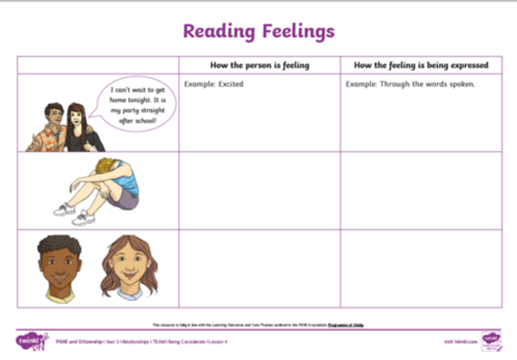 Reading Feelings
How the person is feeling
How the feeling is being expressed
I can't wait to get
home tonight. It is
my party straight
after school!
Example: Excited
Example: Through the words spoken.
This resource is fully in line with the Learning Outcomes and Core Themes outlined in the PSHE Association Programme of Study.
twinkl
PSHE and Citizenship | Year 3 | Relationships | TEAM | Being Considerate | Lesson 4
visit twinkl.com
twinkl